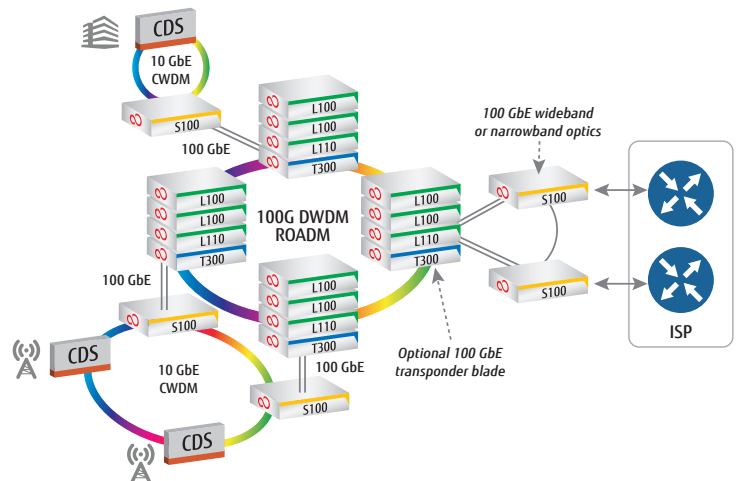 CDS
10 GbE
CWDM
S100
100 GbE
L100
L100
L110
T300
100 GbE wideband
or narrowband optics
L100
L100
L110
T300
100G DWDM
ROADM
L100
L100
L110
T300
S100
S100
ISP
100 GbE
L100
L100
L110
T300
Optional 100 GbE
transponder blade
100 GbE
S100
CDS
10 GbE
CWDM
S100
CDS